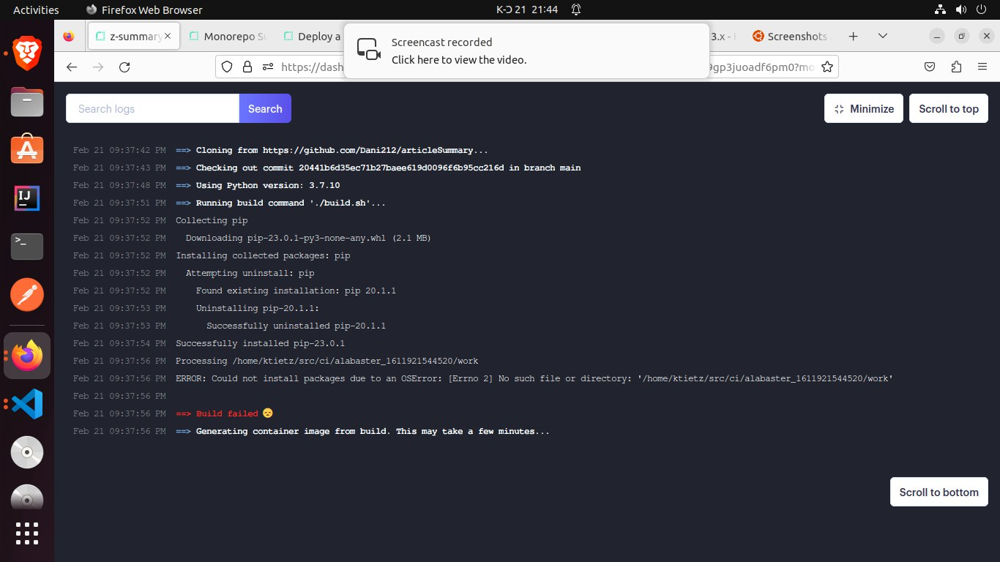 Activities
Firefox Web Browser
K-Ɔ 21 21:44
z-summary
Monorepo Su
Deploy a
3.x - H
Screenshots
Screencast recorded
Click here to view the video.
https://dash
9gp3juoadf6pm0?mo
Search logs
Search
Minimize
Scroll to top
Feb 21 09:37:42 PM ==> Cloning from https://github.com/Dani212/articleSummary...
Feb 21 09:37:43 PM ==> Checking out commit 20441b6d35ec71b27baee619d0096f6b95cc216d in branch main
Feb 21 09:37:48 PM ==> Using Python version: 3.7.10
Feb 21 09:37:51 PM ==> Running build command './build.sh'...
Feb 21 09:37:52 PM Collecting pip
Feb 21 09:37:52 PM Downloading pip-23.0.1-py3-none-any.whl (2.1 MB)
Feb 21 09:37:52 PM Installing collected packages: pip
Feb 21 09:37:52 PM Attempting uninstall: pip
Feb 21 09:37:52 PM Found existing installation: pip 20.1.1
Feb 21 09:37:53 PM Uninstalling pip-20.1.1:
Feb 21 09:37:53 PM Successfully uninstalled pip-20.1.1
Feb 21 09:37:54 PM Successfully installed pip-23.0.1
Feb 21 09:37:56 PM Processing /home/ktietz/src/ci/alabaster_1611921544520/work
Feb 21 09:37:56 PM ERROR: Could not install packages due to an OSError: [Errno 2] No such file or directory: '/home/ktietz/src/ci/alabaster_1611921544520/work'
Feb 21 09:37:56 PM
Feb 21 09:37:56 PM ==> Build failed 😞
Feb 21 09:37:56 PM ==> Generating container image from build. This may take a few minutes...
Scroll to bottom